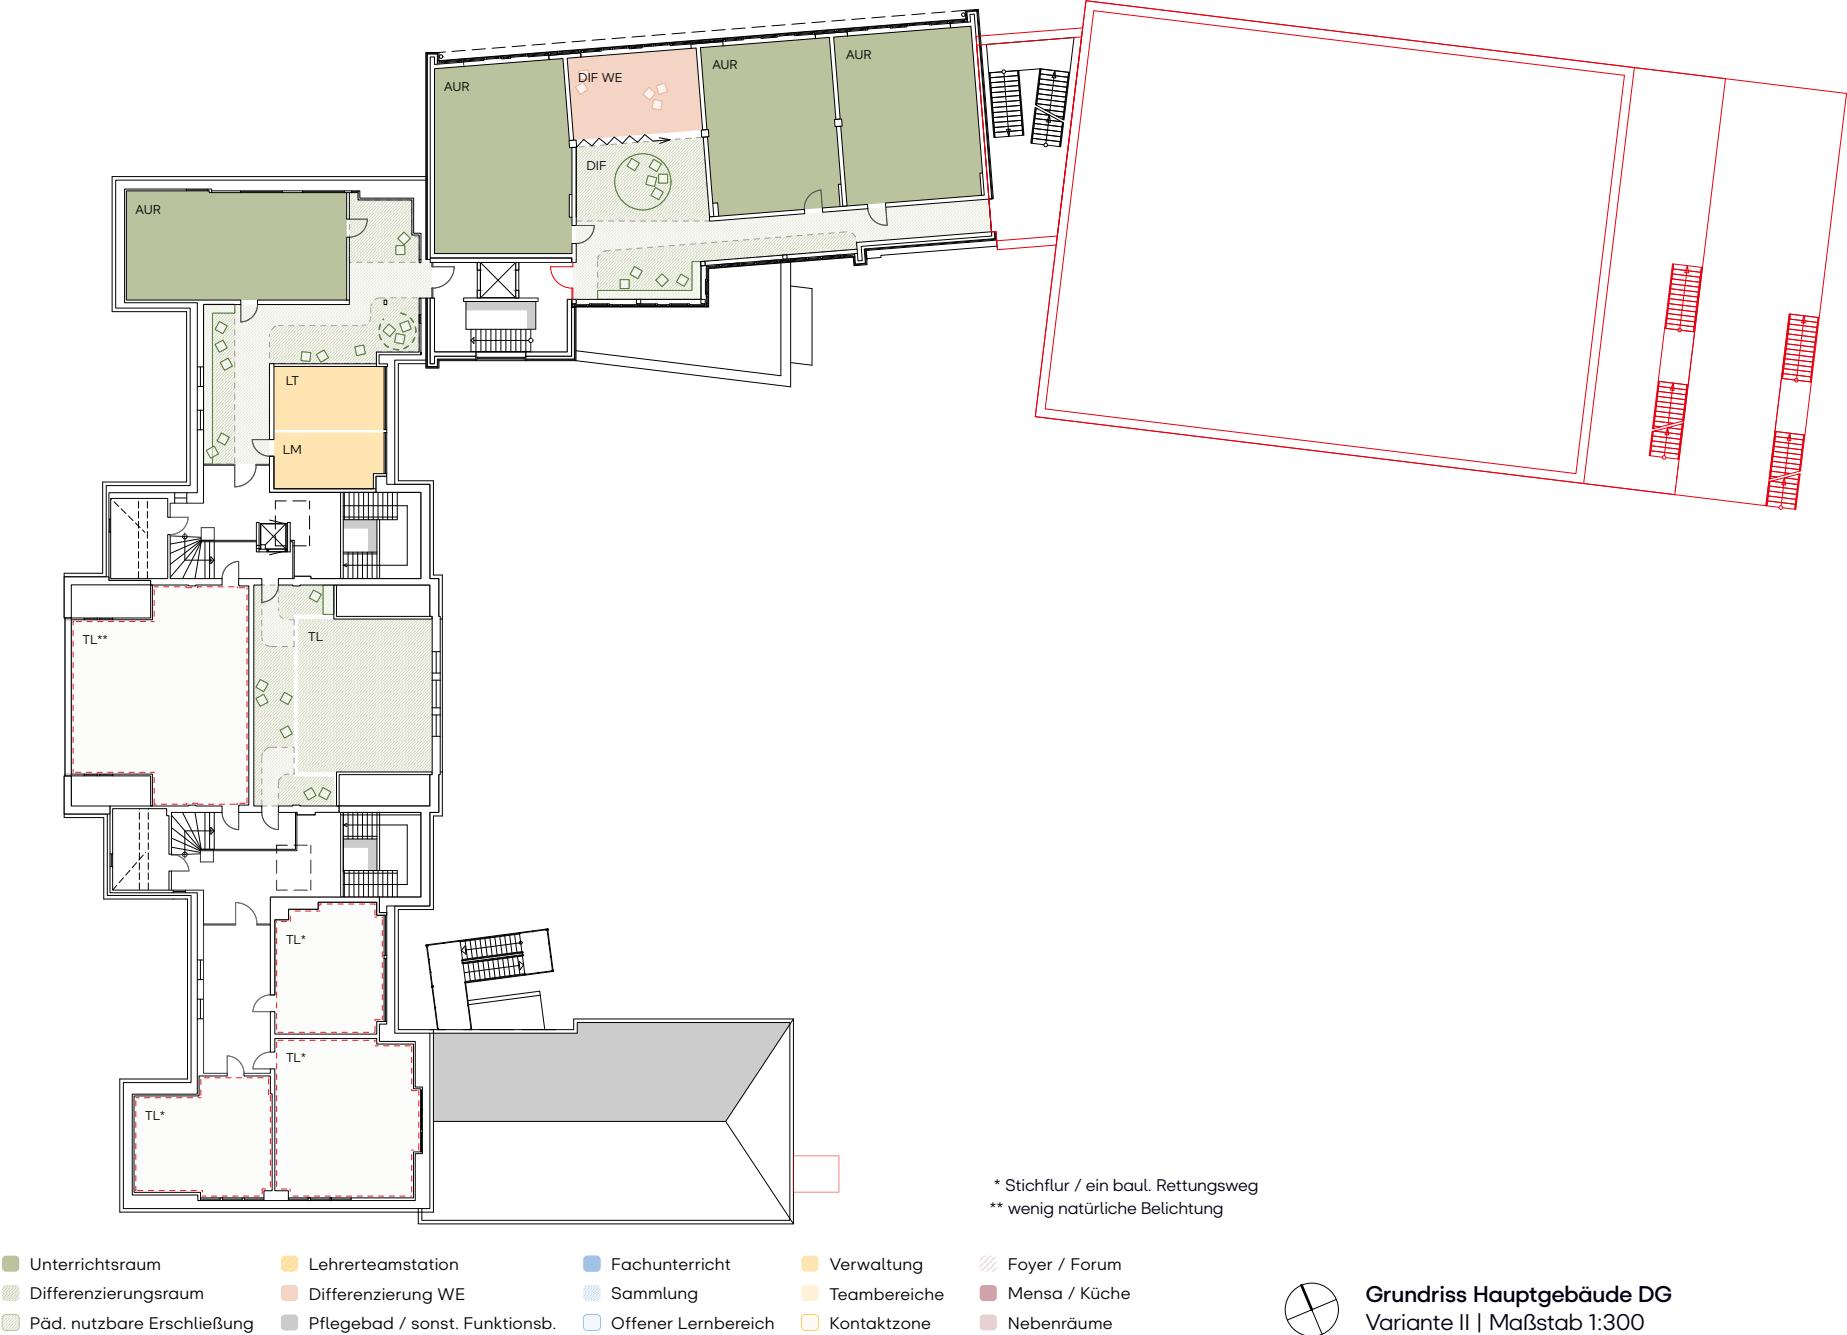 AUR
DIF WE
AUR
AUR
DIF
AUR
LT
LM
TL**
TL
TL*
TL*
TL*
* Stichflur / ein baul. Rettungsweg
** wenig natürliche Belichtung
Unterrichtsraum
Differenzierungsraum
Päd. nutzbare Erschließung
Lehrerteamstation
Differenzierung WE
Pflegebad / sonst. Funktionsb.
Fachunterricht
Sammlung
Offener Lernbereich
Verwaltung
Teambereiche
Kontaktzone
Foyer / Forum
Mensa / Küche
Nebenräume
Grundriss Hauptgebäude DG
Variante II | Maßstab 1:300